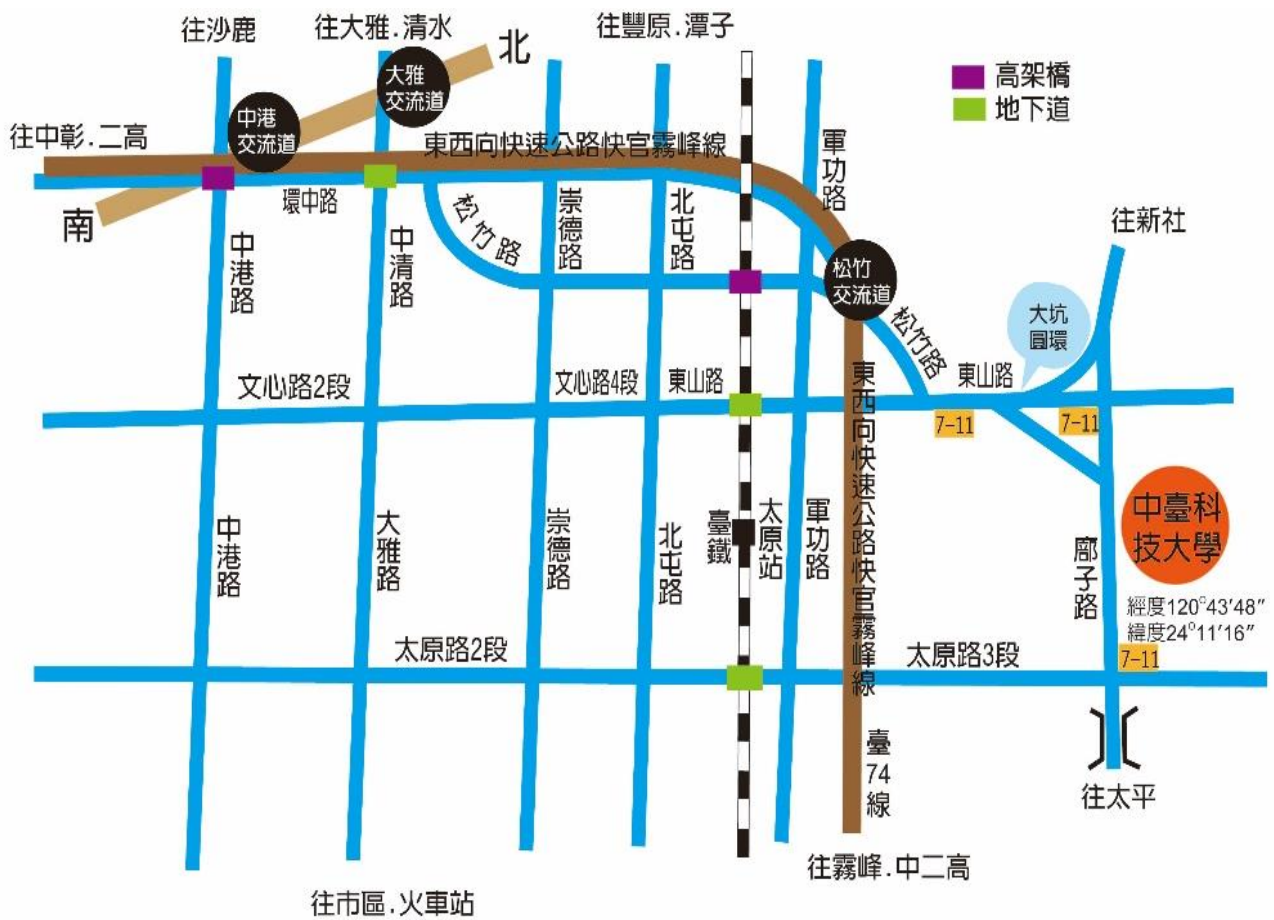 往沙鹿
往大雅.清水
往豐原.潭子
北
大雅
交流道
中港
交流道
高架橋
地下道
往中彰.二高
東西向快速公路快官霧峰線
軍功路
環中路
南
松竹路
崇德路
北屯路
往新社
中港路
中清路
松竹
交流道
松竹路
大坑
圓環
文心路2段
文心路4段
東山路
東山路
7-11
7-11
東西向快速公路快官霧峰線
中港路
大雅路
崇德路
北屯路
臺鐵
太原站
軍功路
中臺科
技大學
廍子路
經度120°43'48"
緯度24°11'16"
太原路2段
太原路3段
7-11
臺74線
往太平
往霧峰.中二高
往市區.火車站